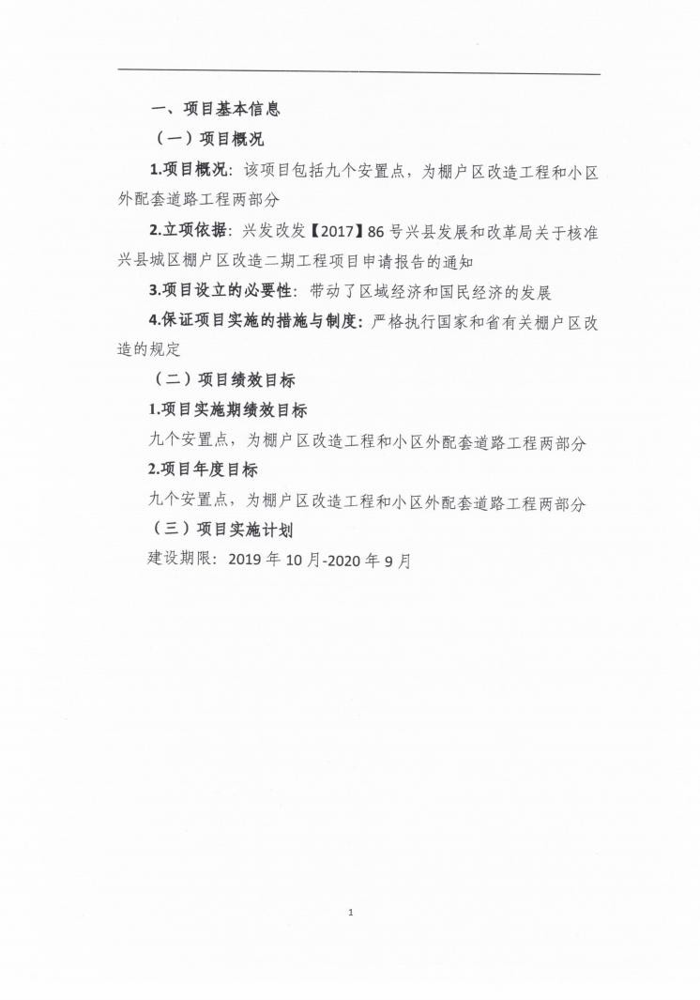 一、项目基本信息
（一）项目概况
1.项目概况：该项目包括九个安置点，为棚户区改造工程和小区
外配套道路工程两部分
2.立项依据：兴发改发【2017】86 号兴县发展和改革局关于核准
兴县城区棚户区改造二期工程项目申请报告的通知
3.项目设立的必要性：带动了区域经济和国民经济的发展
4.保证项目实施的措施与制度：严格执行国家和省有关棚户区改
造的规定
（二）项目绩效目标
1.项目实施期绩效目标
九个安置点，为棚户区改造工程和小区外配套道路工程两部分
2.项目年度目标
九个安置点，为棚户区改造工程和小区外配套道路工程两部分
（三）项目实施计划
建设期限：2019 年 10 月-2020 年 9 月
1